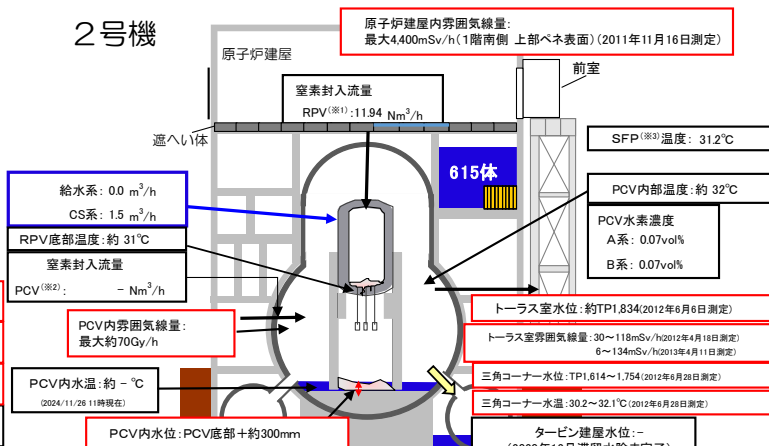 2号機
原子炉建屋内雰囲気線量:
最大4,400mSv/h(1階南側 上部ペネ表面)(2011年11月16日測定)
原子炉建屋
前室
窒素封入流量
RPV(※1):11.94 Nm³/h
遮へい体
SFP(※3)温度: 31.2℃
615体
給水系: 0.0 m³/h
CS系: 1.5 m³/h
PCV内部温度:約 32℃
PCV水素濃度
A系: 0.07vol%
B系: 0.07vol%
RPV底部温度:約 31℃
窒素封入流量
PCV(※2): - Nm³/h
トーラス室水位:約TP1,834(2012年6月6日測定)
PCV内雰囲気線量:
最大約70Gy/h
トーラス室雰囲気線量:30~118mSv/h(2012年4月18日測定)
6~134mSv/h(2013年4月11日測定)
PCV内水温:約 - ℃
(2024/11/26 11時現在)
三角コーナー水位:TP1,614~1,754(2012年6月28日測定)
三角コーナー水温:30.2~32.1℃(2012年6月28日測定)
PCV内水位:PCV底部+約300mm
タービン建屋水位:-